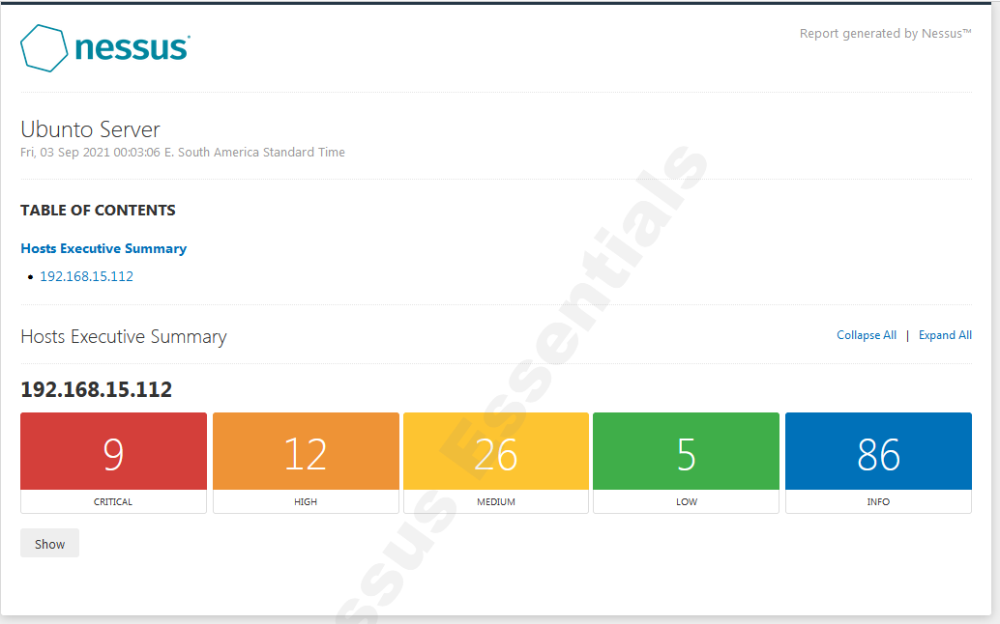 nessus
Report generated by Nessus™
Ubunto Server
Fri, 03 Sep 2021 00:03:06 E. South America Standard Time
TABLE OF CONTENTS
Hosts Executive Summary
• 192.168.15.112
Hosts Executive Summary
Collapse All | Expand All
192.168.15.112
9 12 26 5 86
CRITICAL HIGH MEDIUM LOW INFO
Show
ssus Essentials